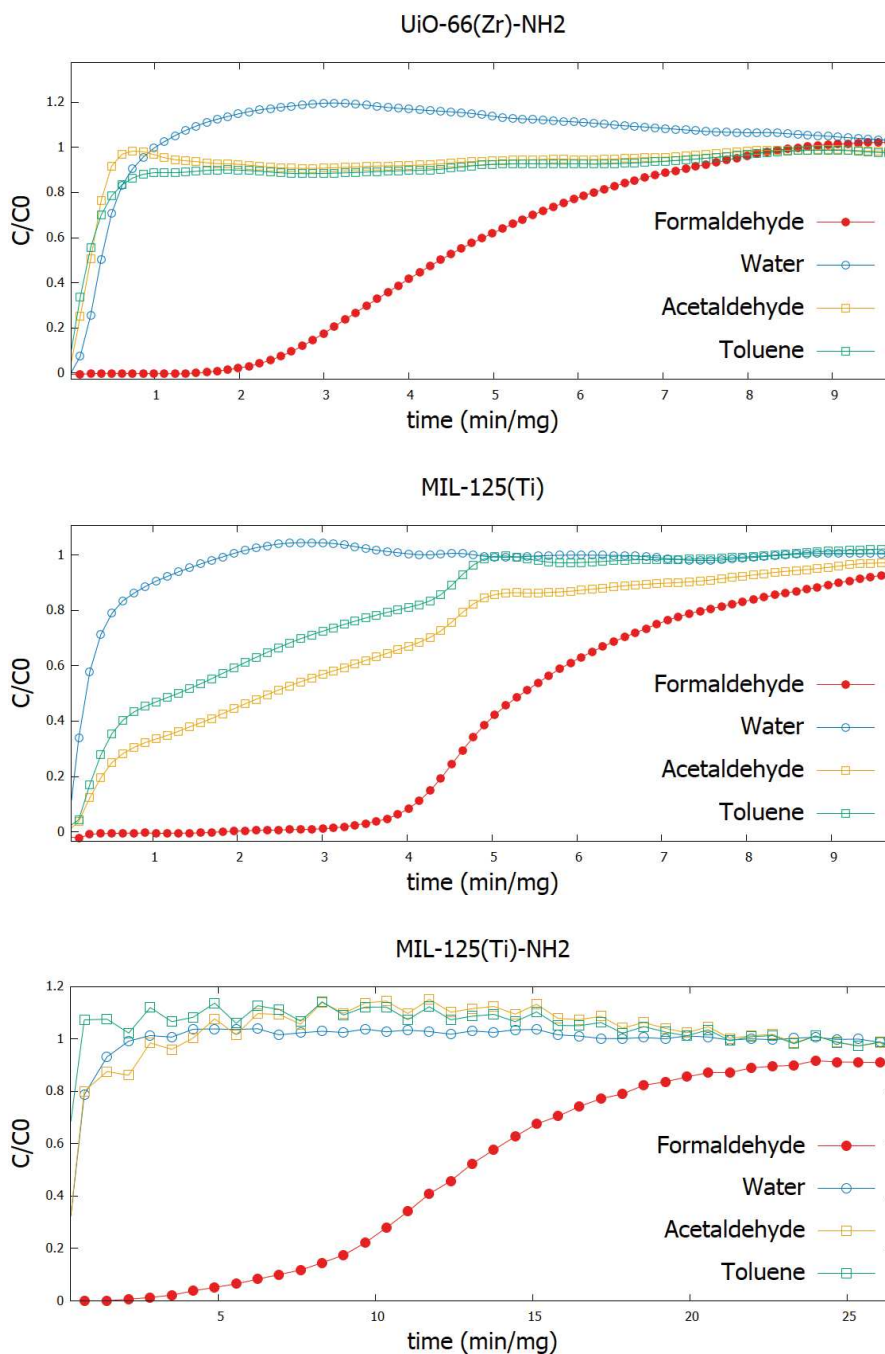 UiO-66(Zr)-NH2
1.2
1
0.8
0.6
0.4
0.2
0
C/C0
Formaldehyde
Water
Acetaldehyde
Toluene
1 2 3 4 5 6 7 8 9
time (min/mg)
MIL-125(Ti)
1
0.8
0.6
0.4
0.2
0
C/C0
Formaldehyde
Water
Acetaldehyde
Toluene
1 2 3 4 5 6 7 8 9
time (min/mg)
MIL-125(Ti)-NH2
1.2
1
0.8
0.6
0.4
0.2
0
C/C0
Formaldehyde
Water
Acetaldehyde
Toluene
5 10 15 20 25
time (min/mg)